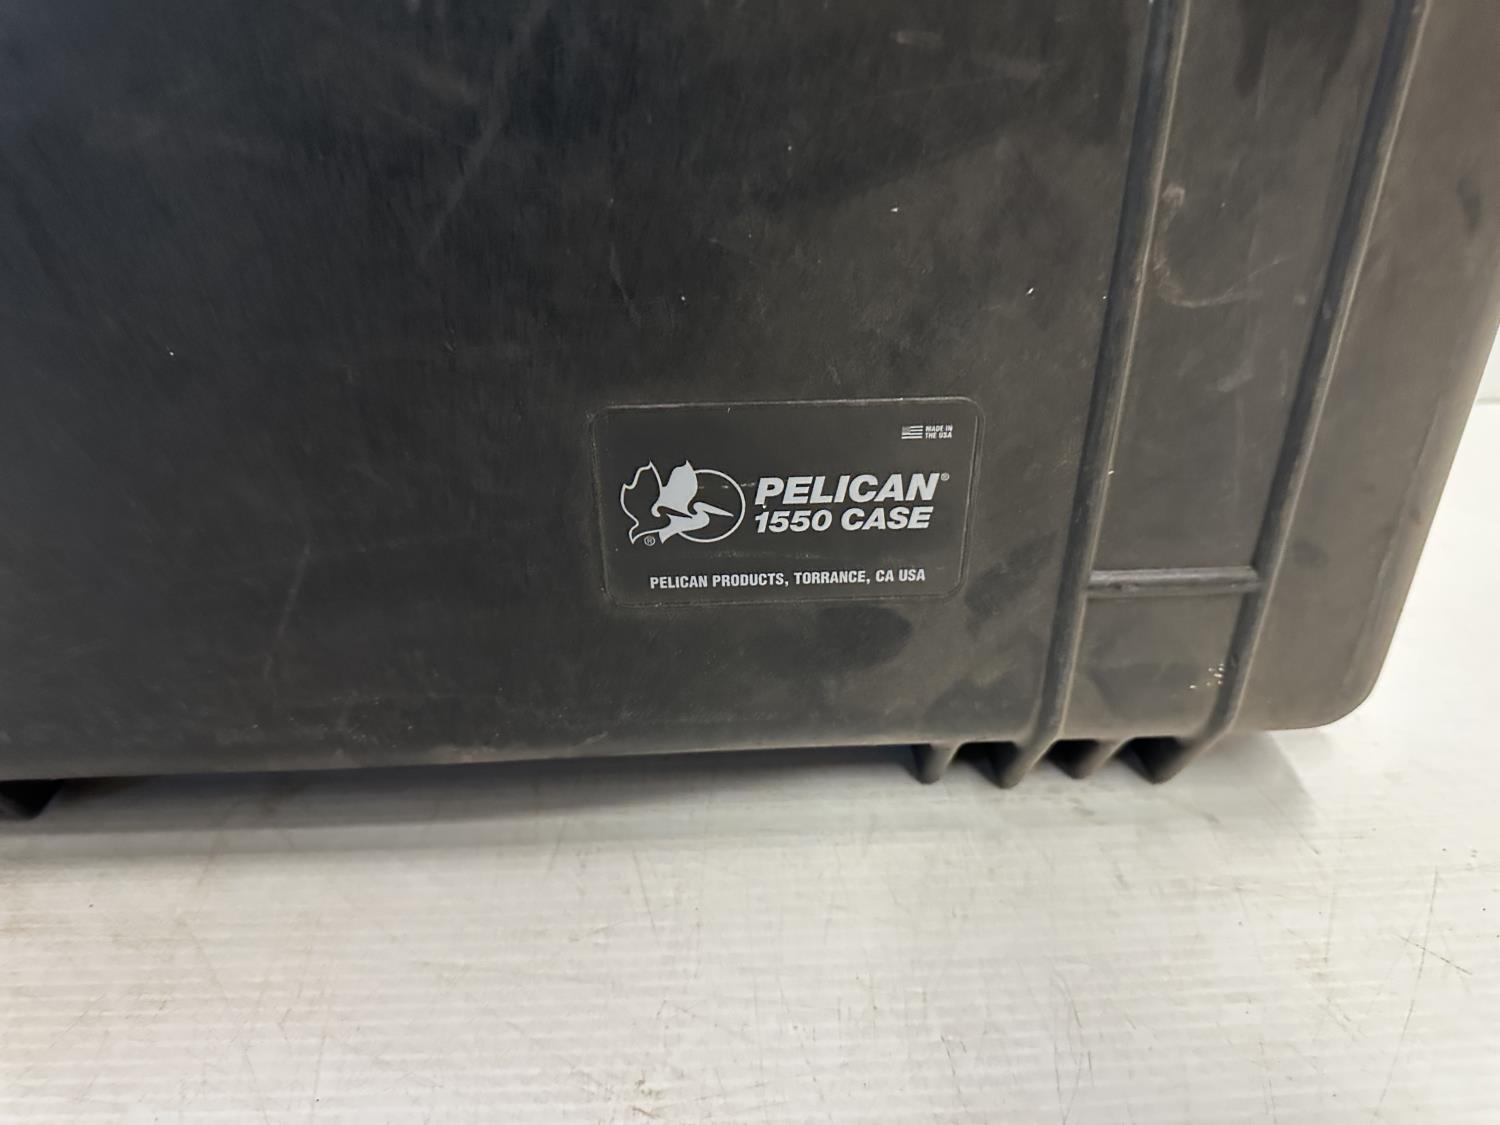 MADE IN
THE USA
PELICAN®
1550 CASE
®
PELICAN PRODUCTS, TORRANCE, CA USA